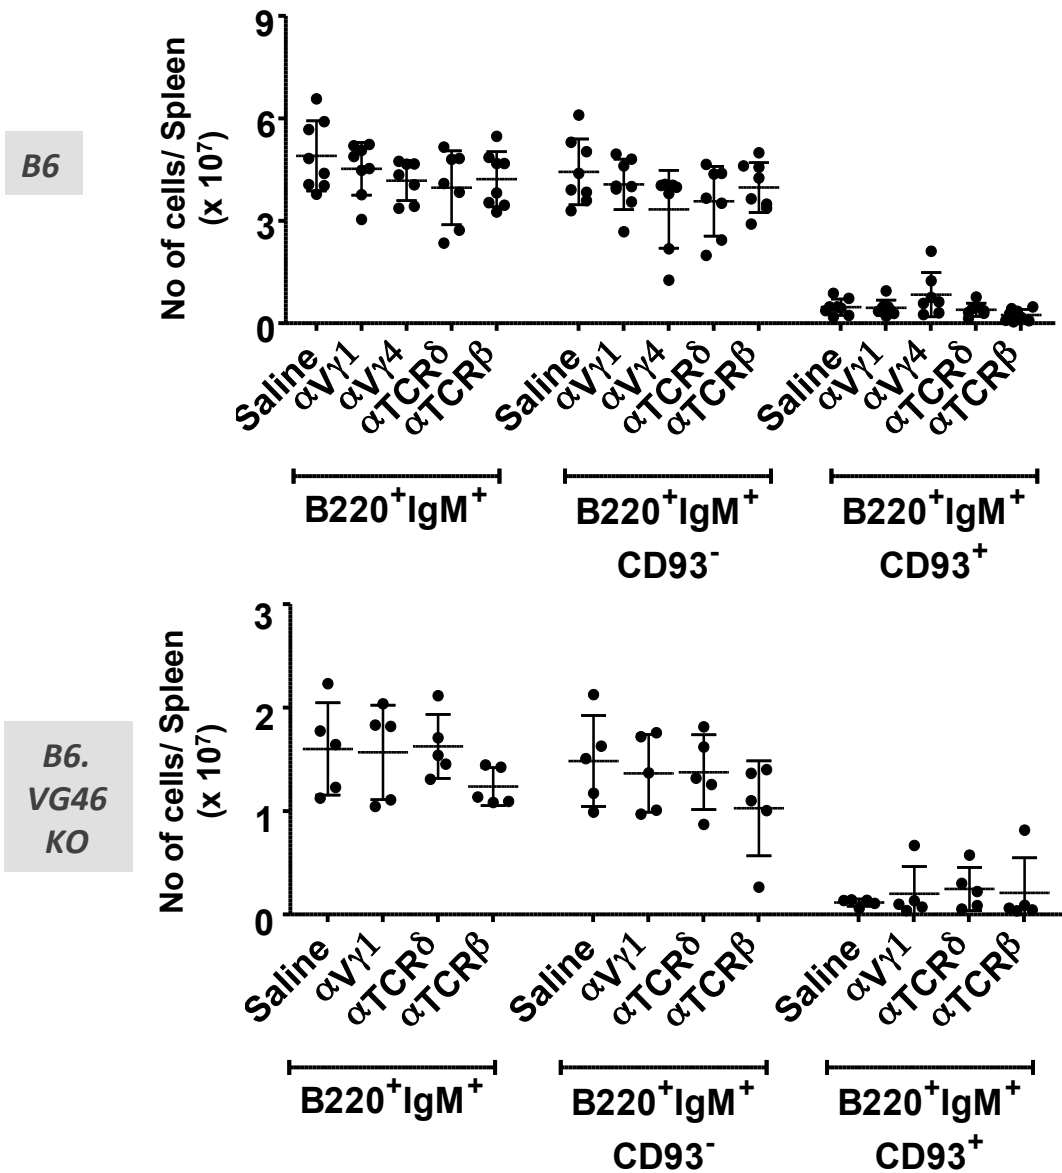 B6
No of cells/ Spleen
(x 10⁷)
9
6
3
0
Saline
αVγ1
αVγ4
αTCRδ
αTCRβ
Saline
αVγ1
αVγ4
αTCRδ
αTCRβ
Saline
αVγ1
αVγ4
αTCRδ
αTCRβ
B220⁺IgM⁺
B220⁺IgM⁺
CD93⁻
B220⁺IgM⁺
CD93⁺
B6.
VG46
KO
No of cells/ Spleen
(x 10⁷)
3
2
1
0
Saline
αVγ1
αTCRδ
αTCRβ
Saline
αVγ1
αTCRδ
αTCRβ
Saline
αVγ1
αTCRδ
αTCRβ
B220⁺IgM⁺
B220⁺IgM⁺
CD93⁻
B220⁺IgM⁺
CD93⁺